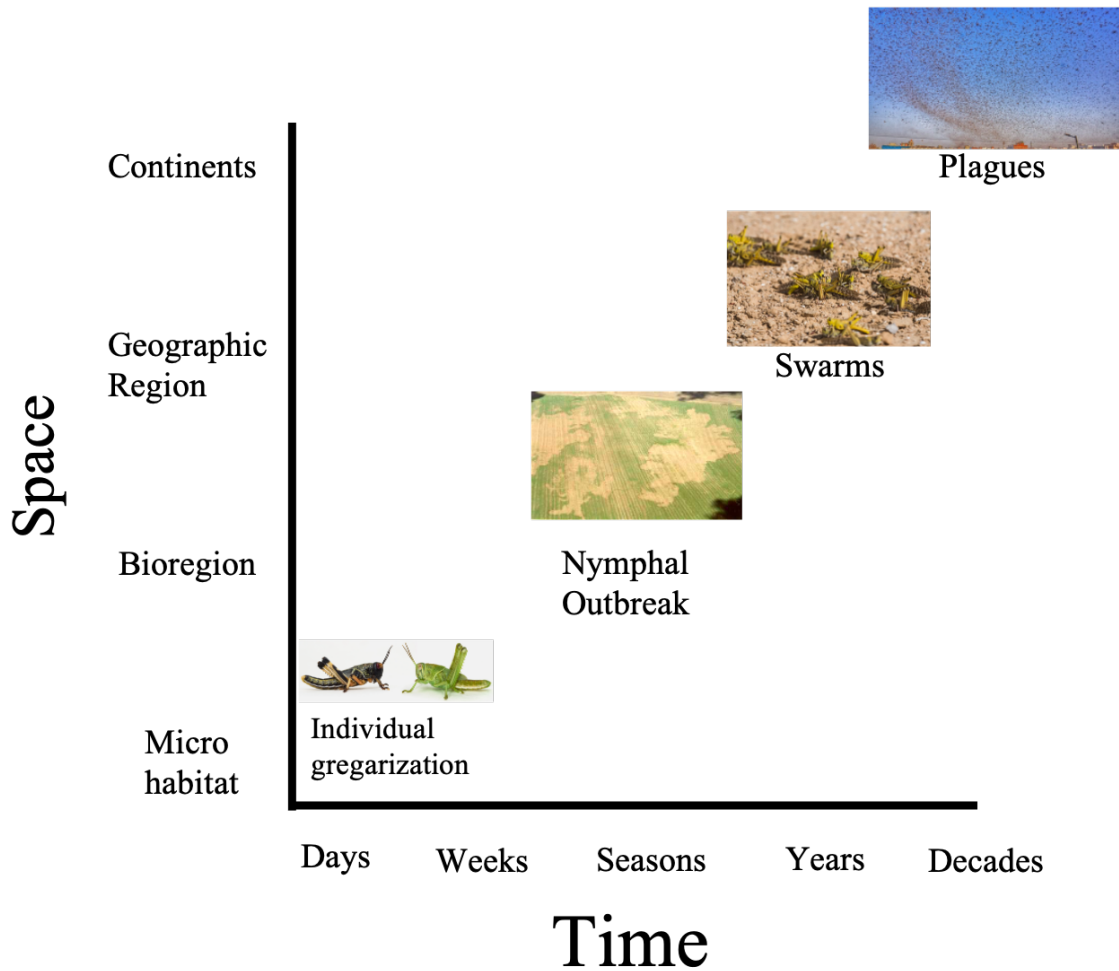 Continents
Plagues
Geographic
Region
Swarms
Space
Bioregion
Nymphal
Outbreak
Micro
habitat
Individual
gregarization
Days
Weeks
Seasons
Years
Decades
Time